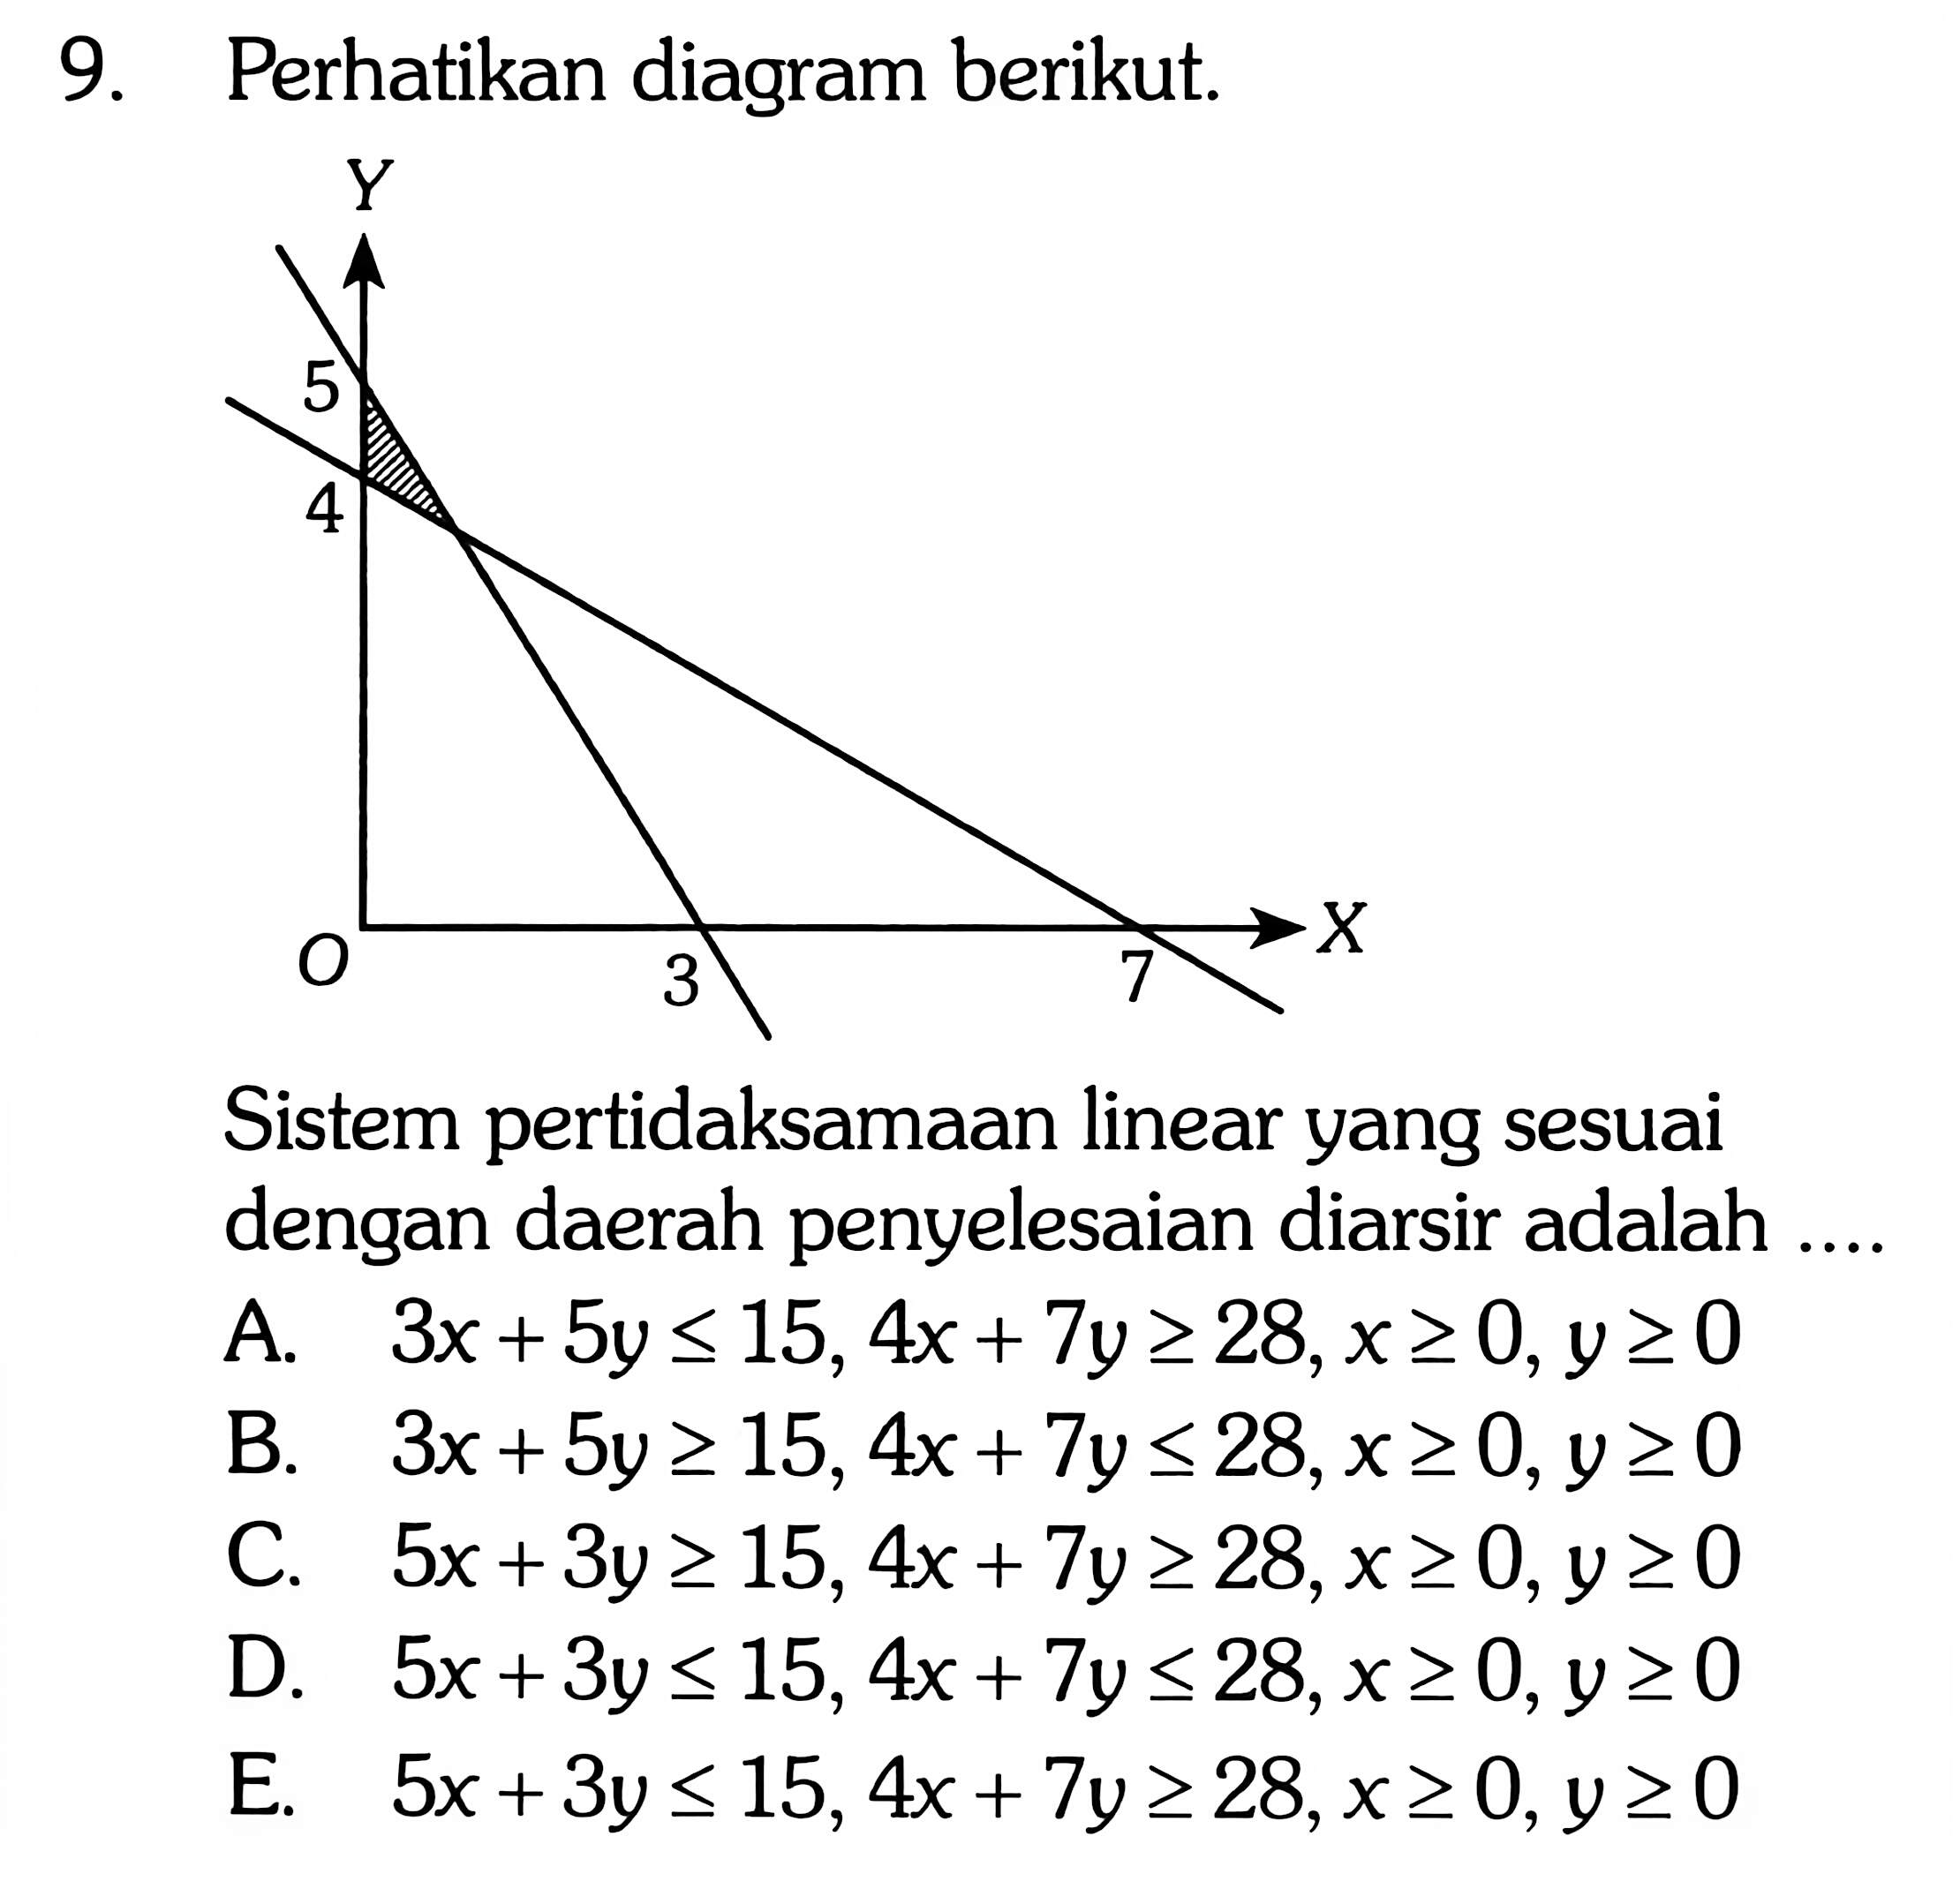 9. Perhatikan diagram berikut.
Y
5
4
O
3
7
X
Sistem pertidaksamaan linear yang sesuai
dengan daerah penyelesaian diarsir adalah ....
A. 3x + 5y ≤ 15, 4x + 7y ≥ 28, x ≥ 0, y ≥ 0
B. 3x + 5y ≥ 15, 4x + 7y ≤ 28, x ≥ 0, y ≥ 0
C. 5x + 3y ≥ 15, 4x + 7y ≥ 28, x ≥ 0, y ≥ 0
D. 5x + 3y ≤ 15, 4x + 7y ≤ 28, x ≥ 0, y ≥ 0
E. 5x + 3y ≤ 15, 4x + 7y ≥ 28, x ≥ 0, y ≥ 0